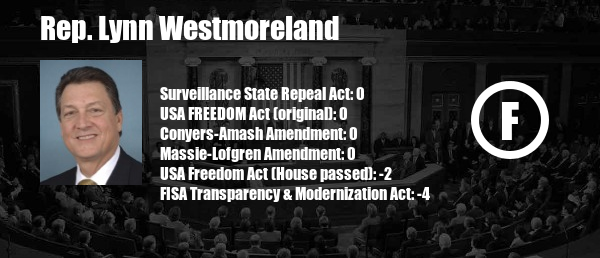 Rep. Lynn Westmoreland
Surveillance State Repeal Act: 0
USA FREEDOM Act (original): 0
Conyers-Amash Amendment: 0
Massie-Lofgren Amendment: 0
USA Freedom Act (House passed): -2
FISA Transparency & Modernization Act: -4
F